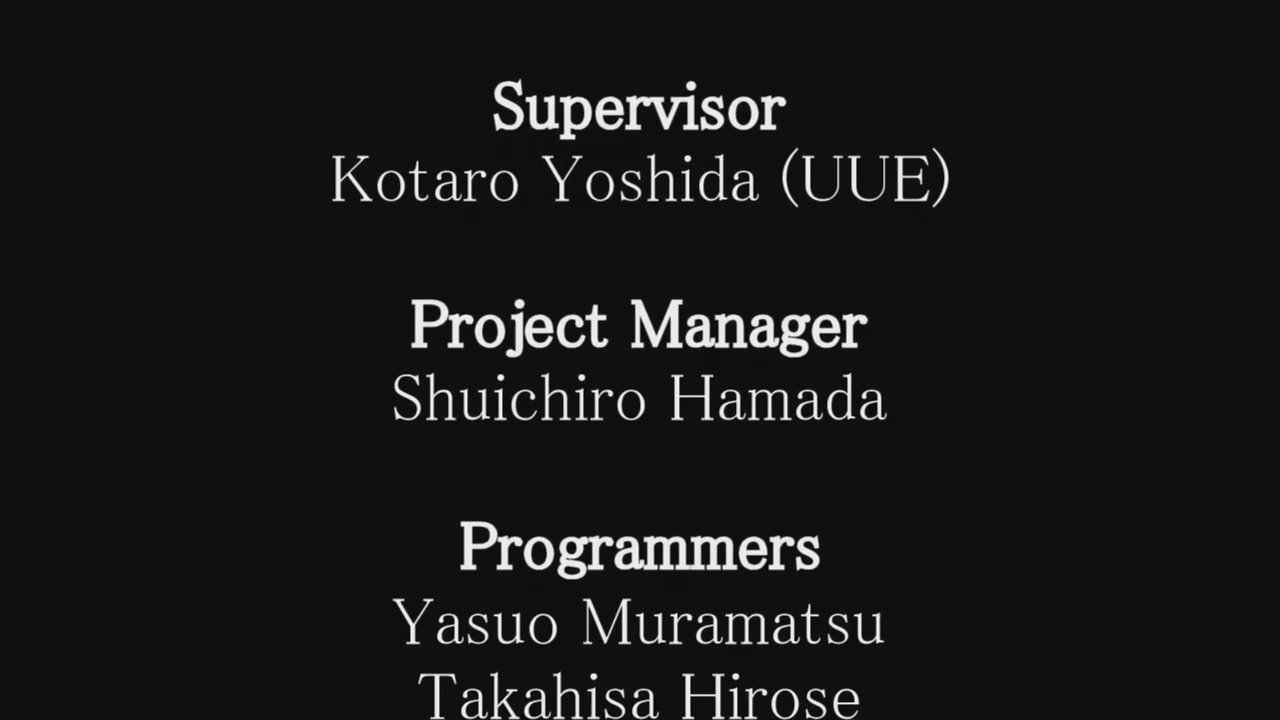 Supervisor
Kotaro Yoshida (UUE)
Project Manager
Shuichiro Hamada
Programmers
Yasuo Muramatsu
Takahisa Hirose